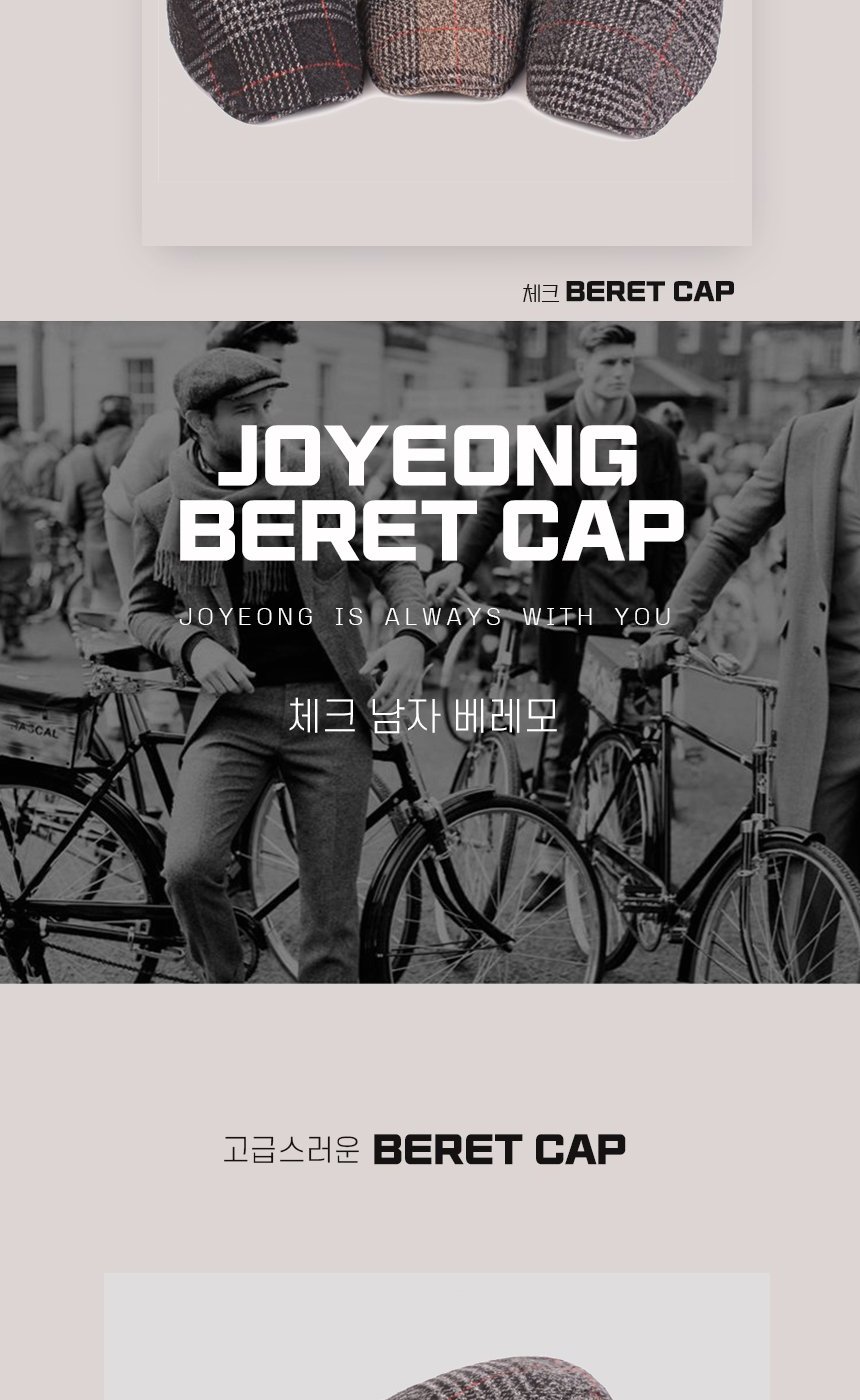 체크 BERET CAP
JOYEONG
BERET CAP
JOYEONG IS ALWAYS WITH YOU
RASCAL
체크 남자 베레모
고급스러운 BERET CAP